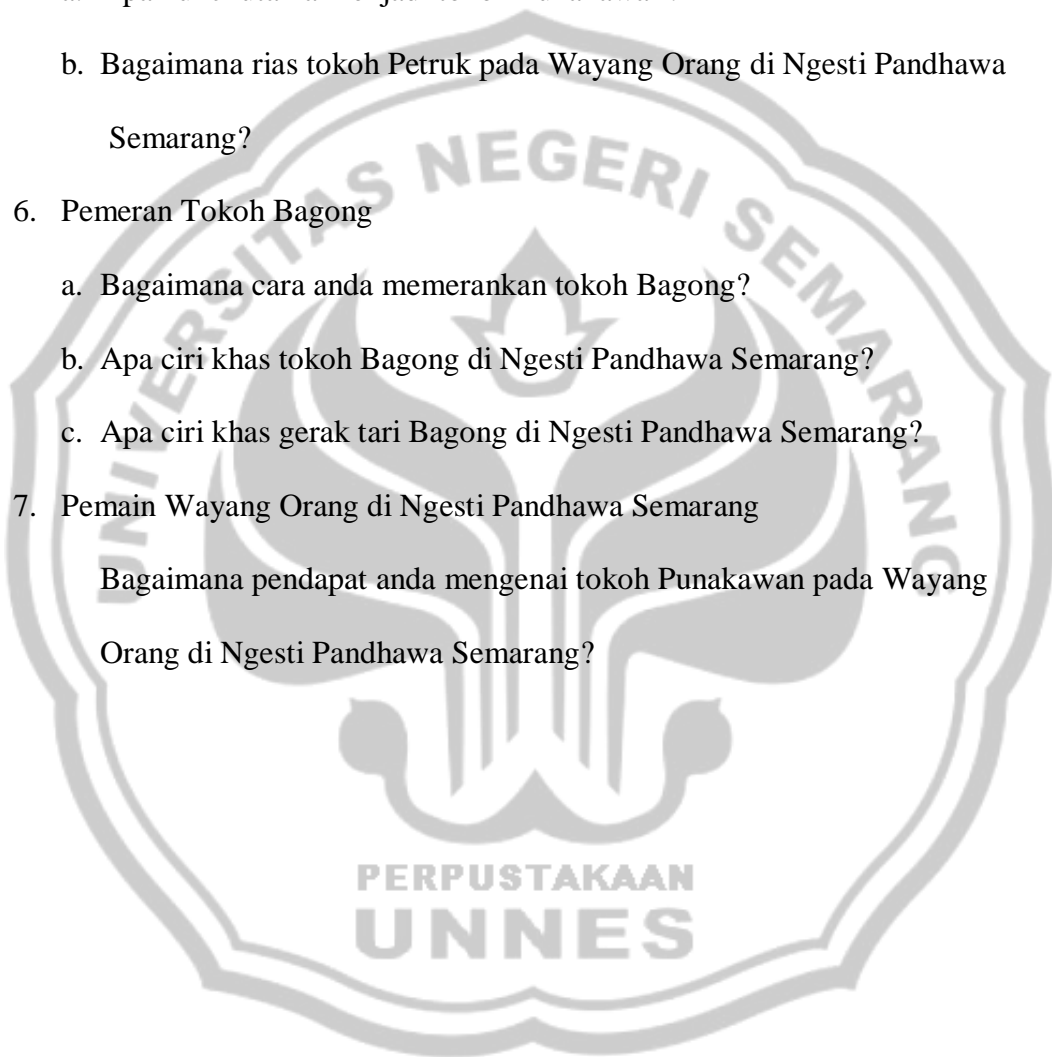 b. Bagaimana rias tokoh Petruk pada Wayang Orang di Ngesti Pandhawa
Semarang?
6. Pemeran Tokoh Bagong
a. Bagaimana cara anda memerankan tokoh Bagong?
b. Apa ciri khas tokoh Bagong di Ngesti Pandhawa Semarang?
c. Apa ciri khas gerak tari Bagong di Ngesti Pandhawa Semarang?
7. Pemain Wayang Orang di Ngesti Pandhawa Semarang
Bagaimana pendapat anda mengenai tokoh Punakawan pada Wayang
Orang di Ngesti Pandhawa Semarang?
UNIVERSITAS NEGERI SEMARANG
PERPUSTAKAAN
UNNES